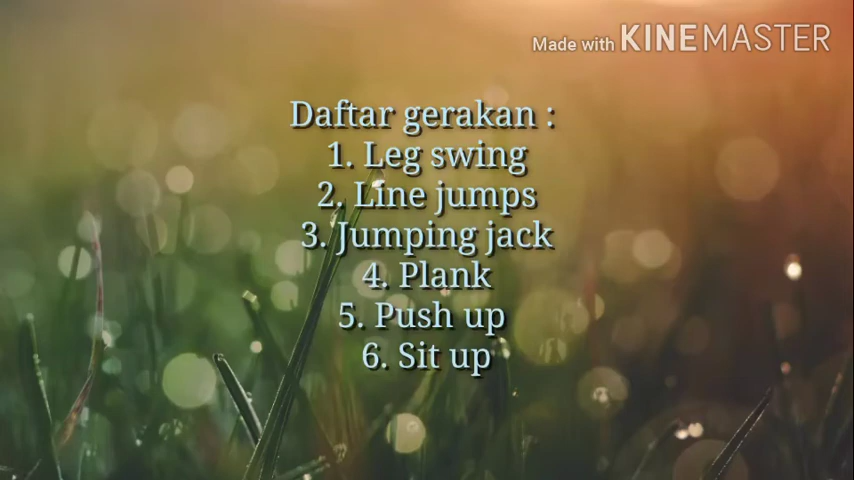 Made with KINEMASTER
Daftar gerakan :
1. Leg swing
2. Line jumps
3. Jumping jack
4. Plank
5. Push up
6. Sit up